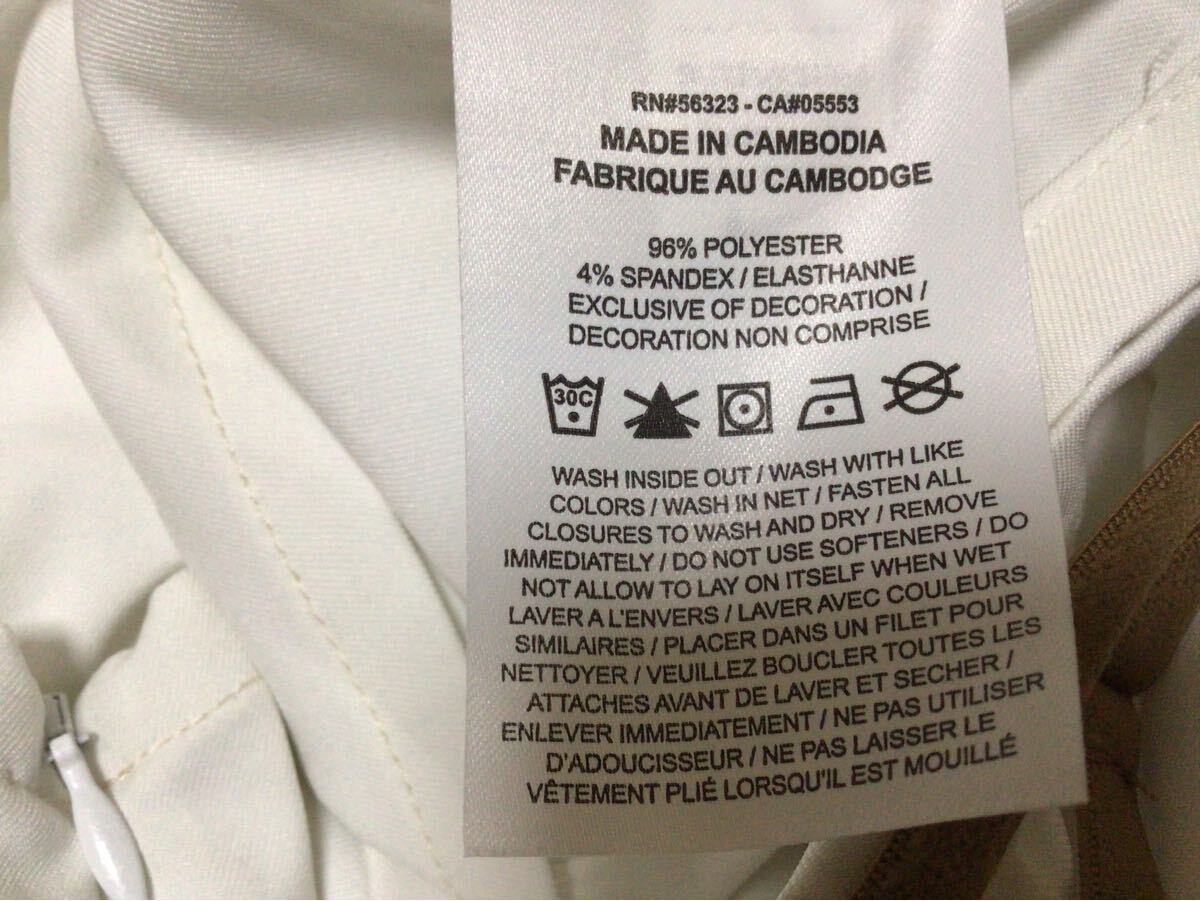 RN#56323 - CA#05553
MADE IN CAMBODIA
FABRIQUE AU CAMBODGE
96% POLYESTER
4% SPANDEX / ELASTHANNE
EXCLUSIVE OF DECORATION /
DECORATION NON COMPRISE
30C
WASH INSIDE OUT / WASH WITH LIKE
COLORS / WASH IN NET / FASTEN ALL
CLOSURES TO WASH AND DRY / REMOVE
IMMEDIATELY / DO NOT USE SOFTENERS / DO
NOT ALLOW TO LAY ON ITSELF WHEN WET
LAVER A L'ENVERS / LAVER AVEC COULEURS
SIMILAIRES / PLACER DANS UN FILET POUR
NETTOYER / VEUILLEZ BOUCLER TOUTES LES
ATTACHES AVANT DE LAVER ET SECHER /
ENLEVER IMMEDIATEMENT / NE PAS UTILISER
D'ADOUCISSEUR / NE PAS LAISSER LE
VÊTEMENT PLIÉ LORSQU'IL EST MOUILLÉ